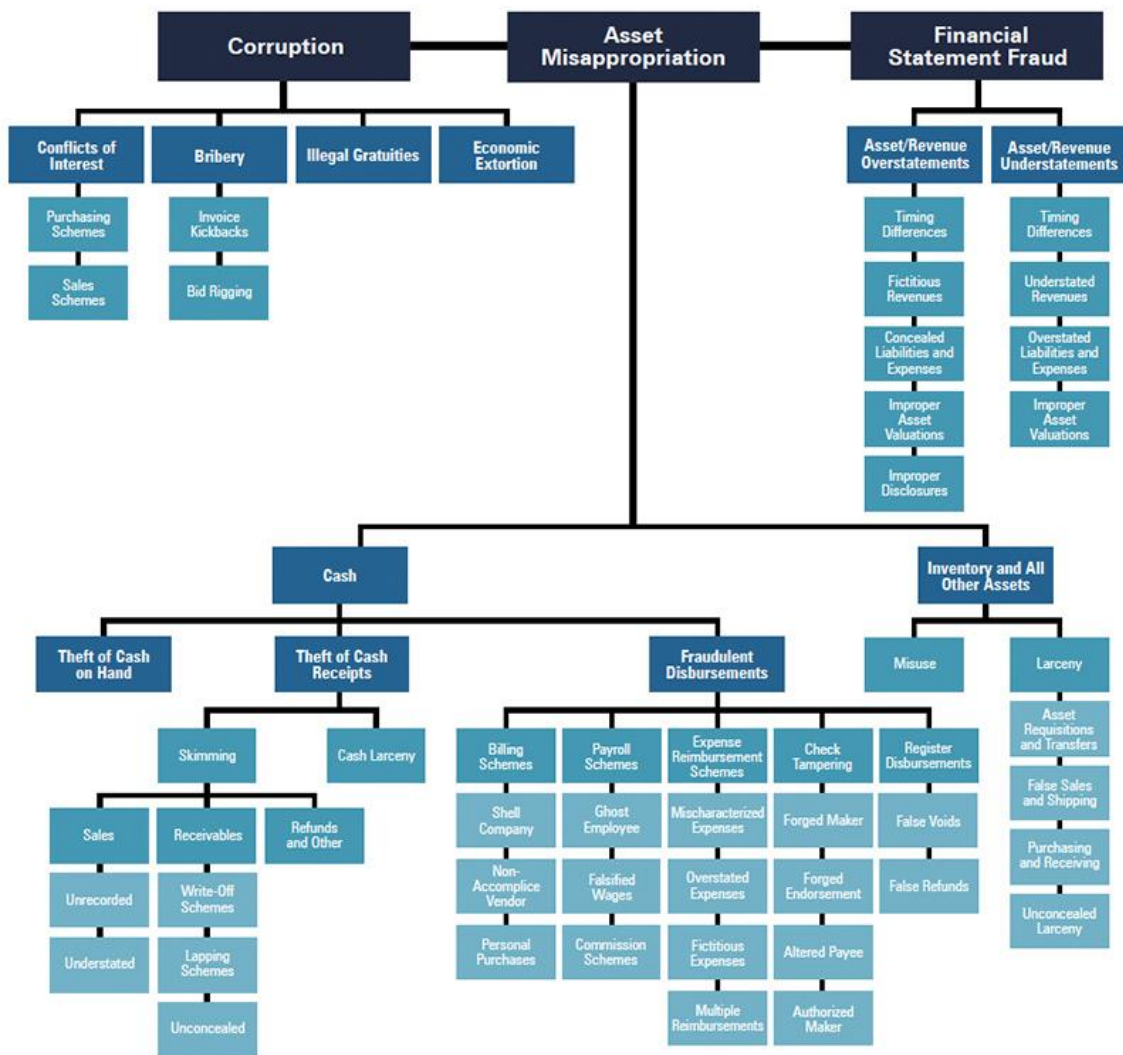 Corruption
Asset
Misappropriation
Financial
Statement Fraud
Conflicts of
Interest
Bribery
Illegal Gratuities
Economic
Extortion
Asset/Revenue
Overstatements
Asset/Revenue
Understatements
Purchasing
Schemes
Sales
Schemes
Invoice
Kickbacks
Bid Rigging
Timing
Differences
Fictitious
Revenues
Concealed
Liabilities and
Expenses
Improper
Asset
Valuations
Improper
Disclosures
Timing
Differences
Understated
Revenues
Overstated
Liabilities and
Expenses
Improper
Asset
Valuations
Cash
Inventory and All
Other Assets
Theft of Cash
on Hand
Theft of Cash
Receipts
Fraudulent
Disbursements
Misuse
Larceny
Skimming
Cash Larceny
Sales
Receivables
Refunds
and Other
Unrecorded
Understated
Write-Off
Schemes
Lapping
Schemes
Unconcealed
Billing
Schemes
Shell
Company
Non-
Accomplice
Vendor
Personal
Purchases
Payroll
Schemes
Ghost
Employee
Falsified
Wages
Commission
Schemes
Expense
Reimbursement
Schemes
Mischaracterized
Expenses
Overstated
Expenses
Fictitious
Expenses
Multiple
Reimbursements
Check
Tampering
Forged Maker
Forged
Endorsement
Altered Payee
Authorized
Maker
Register
Disbursements
False Voids
False Refunds
Asset
Requisitions
and Transfers
False Sales
and Shipping
Purchasing
and Receiving
Unconcealed
Larceny